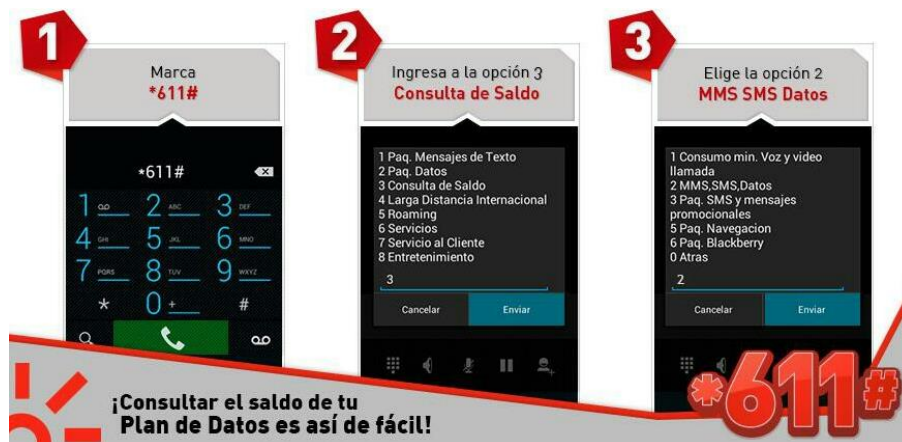 1
Marca
*611#
*611#
1
2 ABC
3 DEF
4 GHI
5 JKL
6 MNO
7 PQRS
8 TUV
9 WXYZ
*
0 +
#
2
Ingresa a la opción 3
Consulta de Saldo
1 Paq. Mensajes de Texto
2 Paq. Datos
3 Consulta de Saldo
4 Larga Distancia Internacional
5 Roaming
6 Servicios
7 Servicio al Cliente
8 Entretenimiento
3
Cancelar
Enviar
3
Elige la opción 2
MMS SMS Datos
1 Consumo min. Voz y video
llamada
2 MMS,SMS,Datos
3 Paq. SMS y mensajes
promocionales
5 Paq. Navegacion
6 Paq. Blackberry
0 Atras
2
Cancelar
Enviar
¡Consultar el saldo de tu
Plan de Datos es así de fácil!
*611#